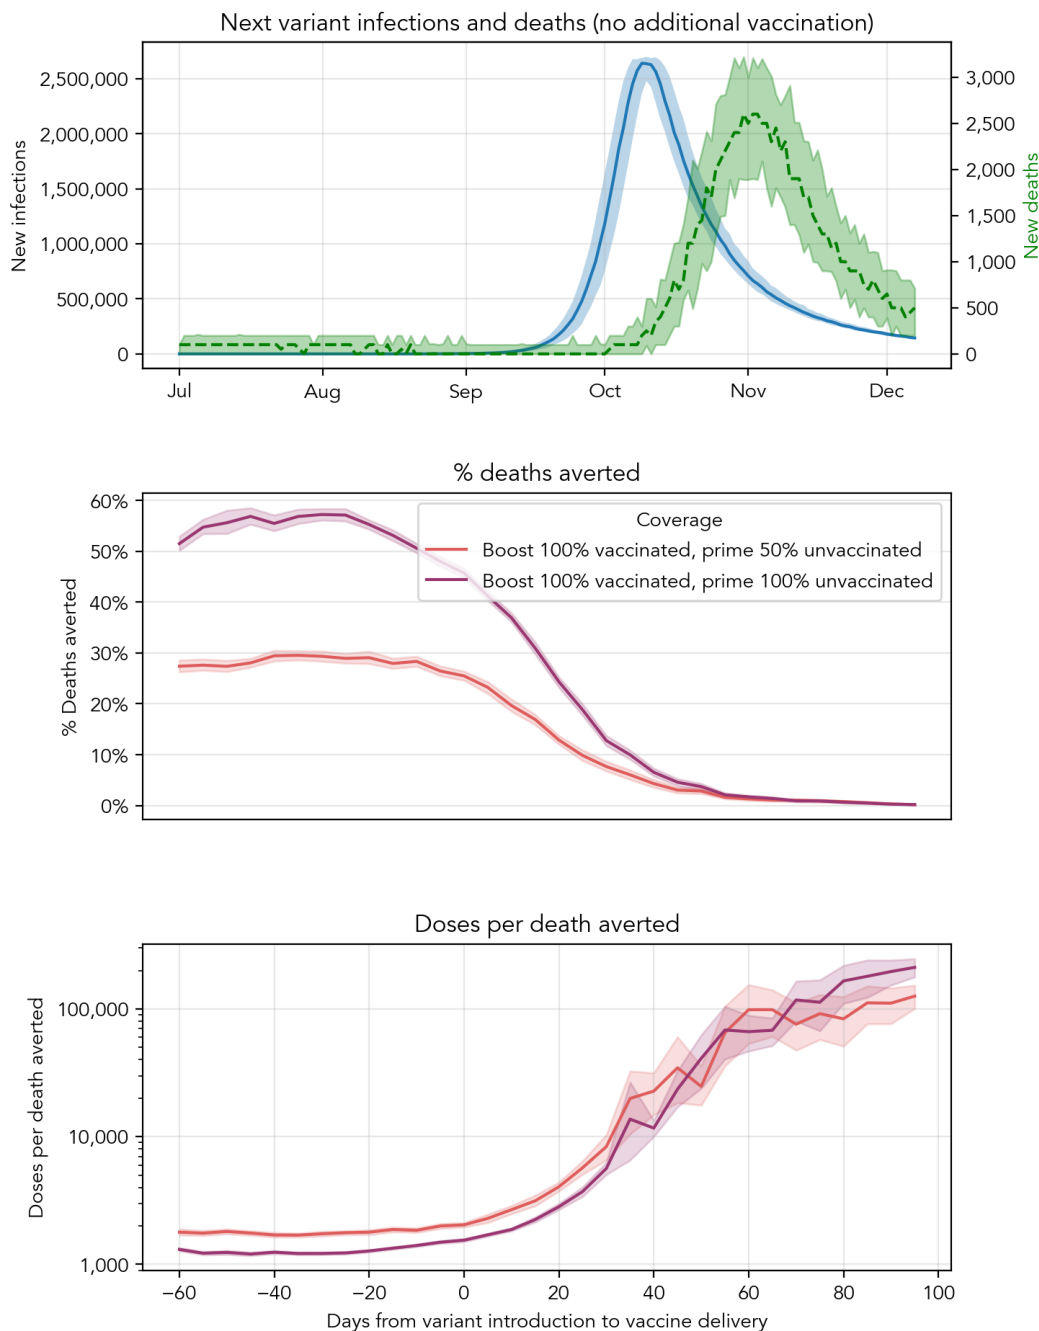 Next variant infections and deaths (no additional vaccination)
New infections
2,500,000
2,000,000
1,500,000
1,000,000
500,000
0
3,000
2,500
2,000
1,500
1,000
500
0
New deaths
Jul
Aug
Sep
Oct
Nov
Dec
% deaths averted
% Deaths averted
60%
50%
40%
30%
20%
10%
0%
Coverage
Boost 100% vaccinated, prime 50% unvaccinated
Boost 100% vaccinated, prime 100% unvaccinated
Doses per death averted
Doses per death averted
100,000
10,000
1,000
−60
−40
−20
0
20
40
60
80
100
Days from variant introduction to vaccine delivery